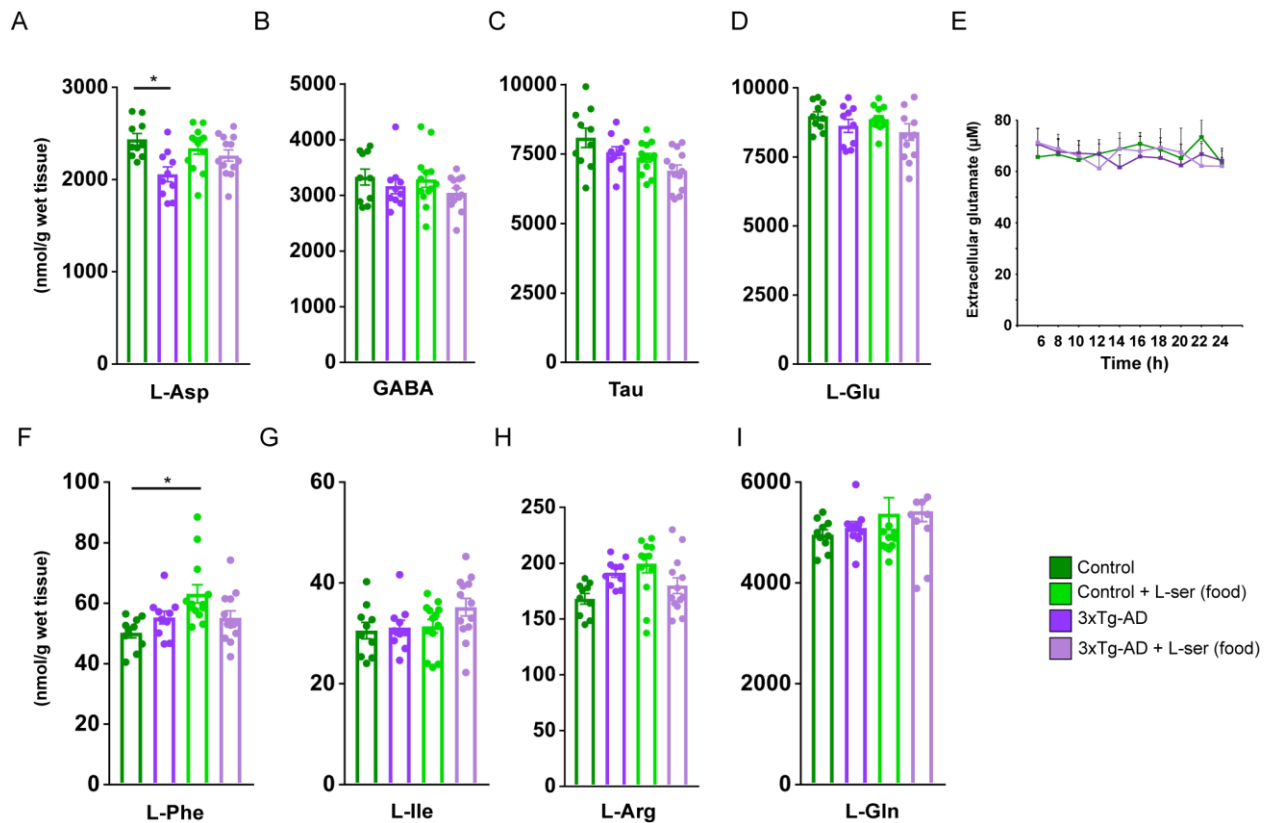 A
B
C
D
E
(nmol/g wet tissue)
3000
2000
1000
0
*
L-Asp
5000
4000
3000
2000
1000
0
GABA
10000
7500
5000
2500
0
Tau
10000
7500
5000
2500
0
L-Glu
Extracellular glutamate (µM)
80
60
40
20
0
6 8 10 12 14 16 18 20 22 24
Time (h)
F
G
H
I
(nmol/g wet tissue)
100
80
60
40
20
0
*
L-Phe
60
40
20
0
L-Ile
250
200
150
100
50
0
L-Arg
6000
4000
2000
0
L-Gln
Control
Control + L-ser (food)
3xTg-AD
3xTg-AD + L-ser (food)